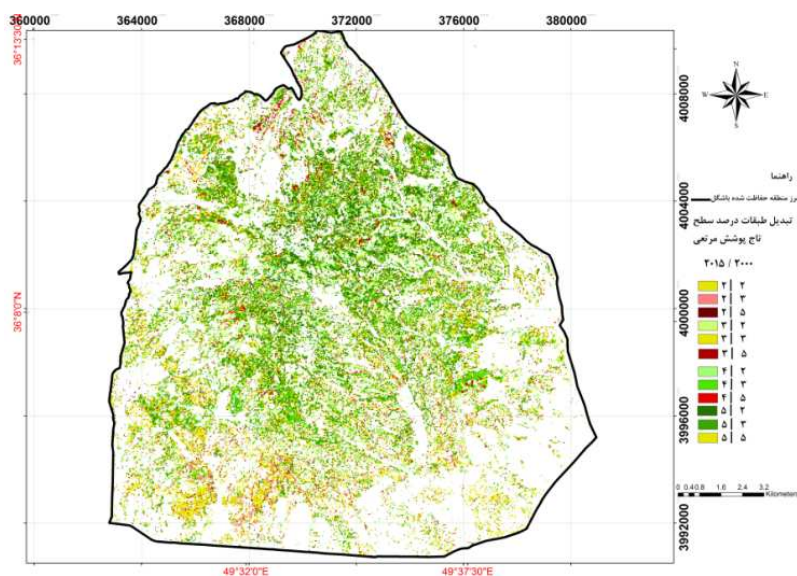 360000 364000 368000 372000 376000 380000
36°13'30"N
36°8'0"N
4008000
4004000
4000000
3996000
3992000
49°32'0"E 49°37'30"E
N
W E
S
راهنما
مرز منطقه حفاظت شده باشگل
تبدیل طبقات درصد سطح
تاج پوشش مرتعی
۲۰۱۵ / ۲۰۰۰
۲ | ۲
۲ | ۳
۲ | ۵
۳ | ۲
۳ | ۳
۳ | ۵
۴ | ۲
۴ | ۳
۴ | ۵
۵ | ۲
۵ | ۳
۵ | ۵
0 0.4 0.8 1.6 2.4 3.2
Kilometers